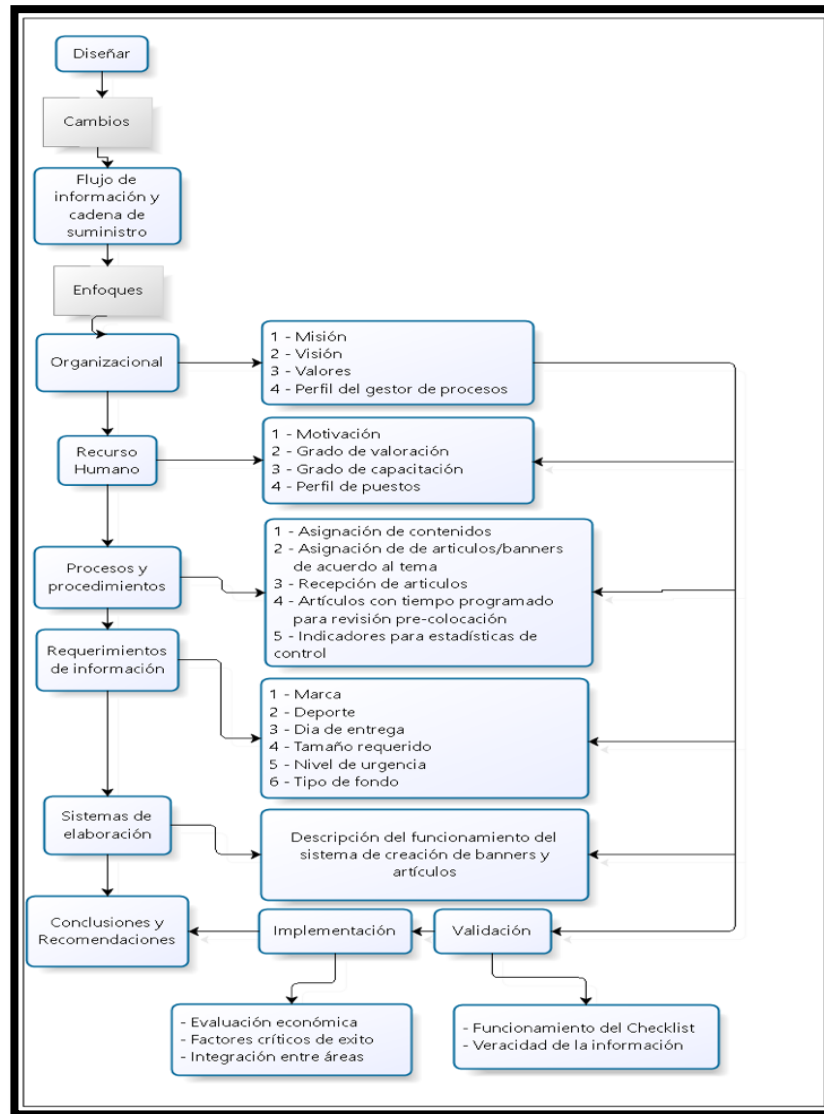 Diseñar
Cambios
Flujo de
información y
cadena de
suministro
Enfoques
Organizacional
1 - Misión
2 - Visión
3 - Valores
4 - Perfil del gestor de procesos
Recurso
Humano
1 - Motivación
2 - Grado de valoración
3 - Grado de capacitación
4 - Perfil de puestos
Procesos y
procedimientos
1 - Asignación de contenidos
2 - Asignación de de articulos/banners
de acuerdo al tema
3 - Recepción de articulos
4 - Artículos con tiempo programado
para revisión pre-colocación
5 - Indicadores para estadísticas de
control
Requerimientos
de información
1 - Marca
2 - Deporte
3 - Dia de entrega
4 - Tamaño requerido
5 - Nivel de urgencia
6 - Tipo de fondo
Sistemas de
elaboración
Descripción del funcionamiento del
sistema de creación de banners y
artículos
Conclusiones y
Recomendaciones
Implementación
Validación
- Evaluación económica
- Factores críticos de exito
- Integración entre áreas
- Funcionamiento del Checklist
- Veracidad de la información